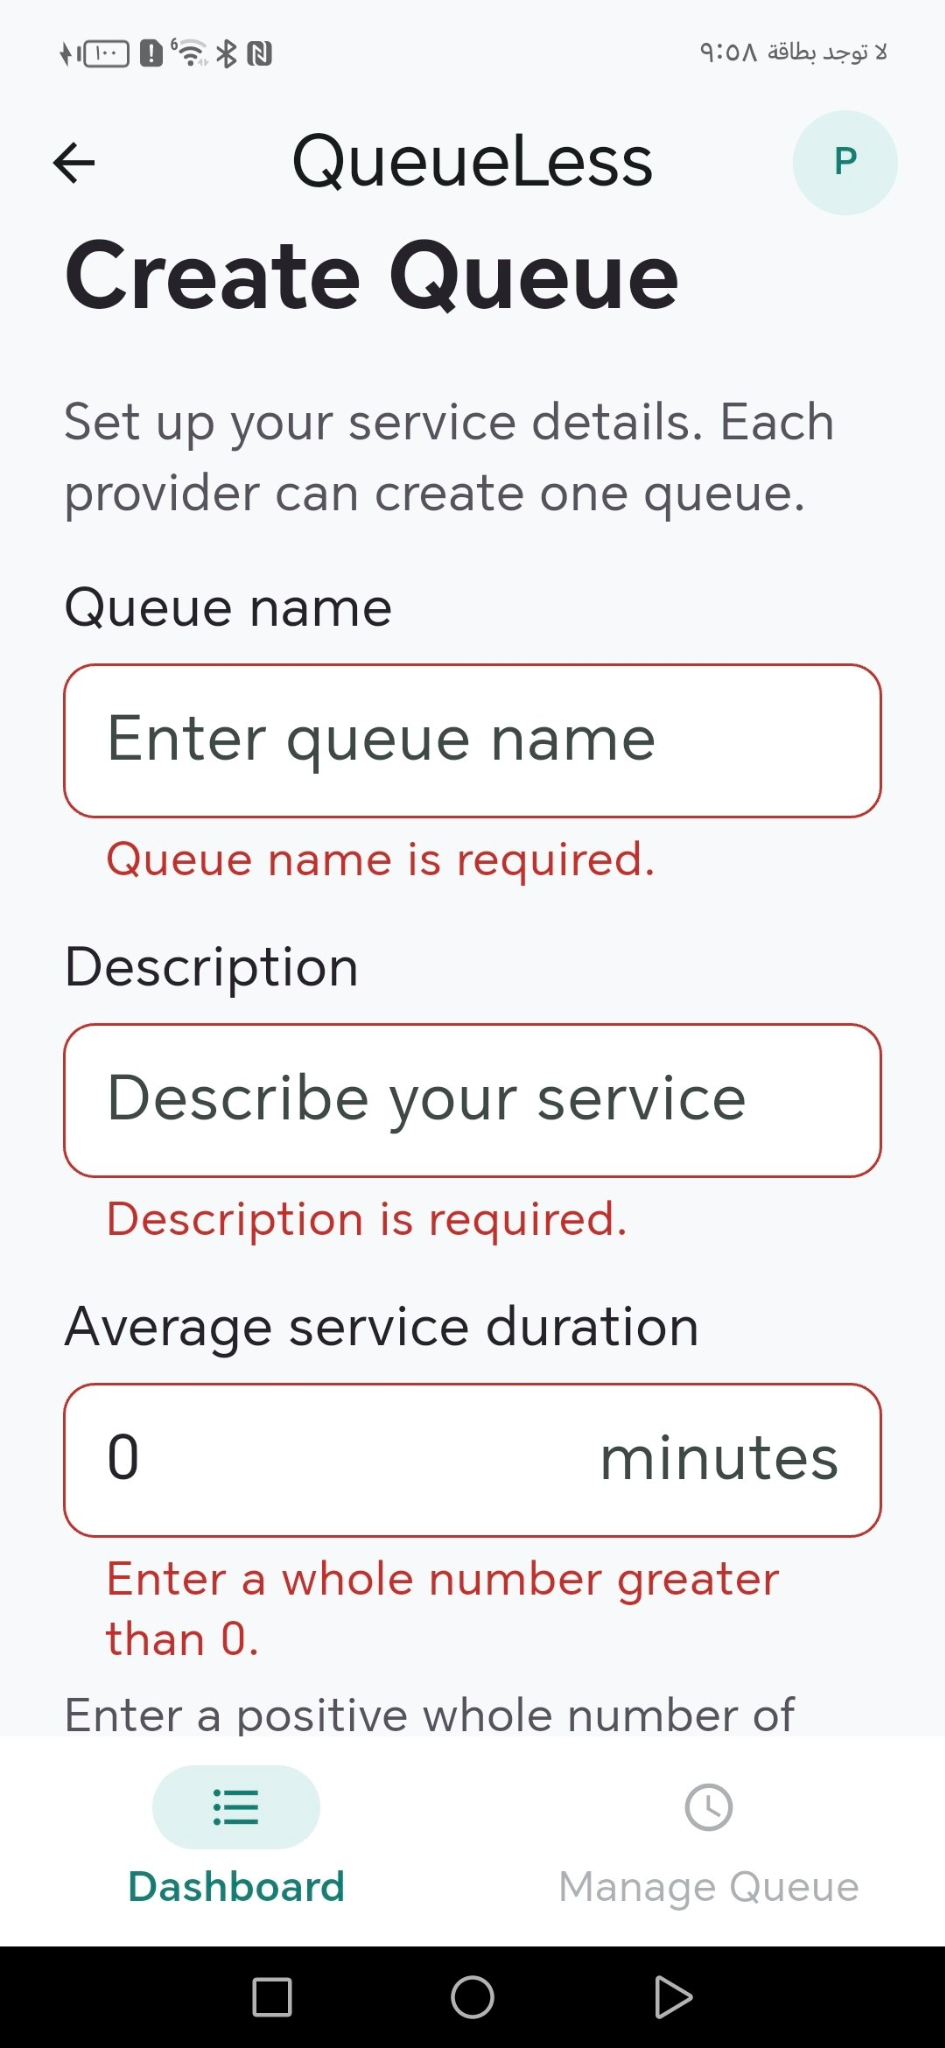 ١٠٠ 6 لا توجد بطاقة ٩:٥٨
QueueLess P
Create Queue
Set up your service details. Each
provider can create one queue.
Queue name
Enter queue name
Queue name is required.
Description
Describe your service
Description is required.
Average service duration
0 minutes
Enter a whole number greater
than 0.
Enter a positive whole number of
Dashboard Manage Queue